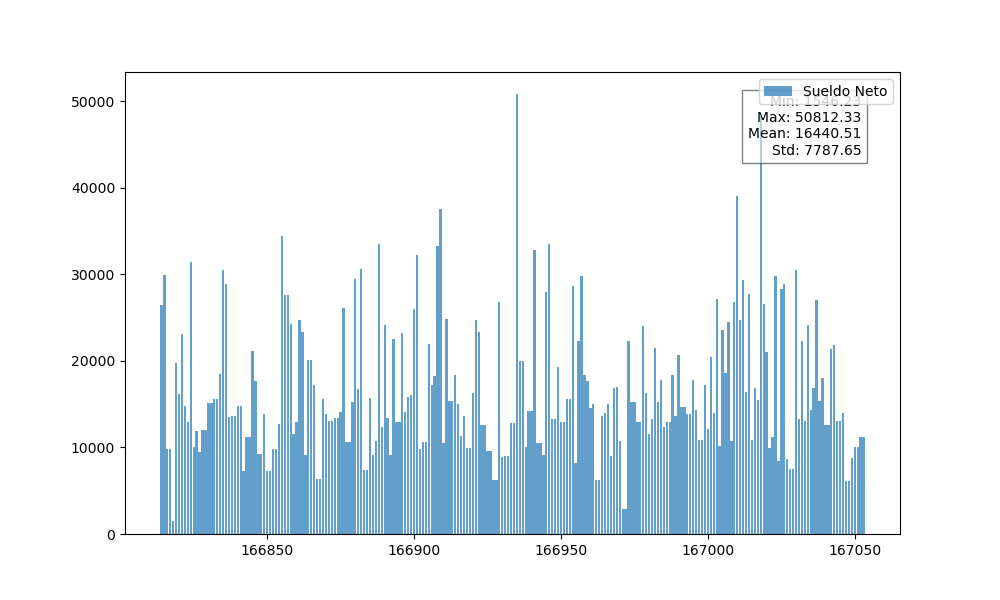 50000
40000
30000
20000
10000
0
166850 166900 166950 167000 167050
Sueldo Neto
Min: 1546.23
Max: 50812.33
Mean: 16440.51
Std: 7787.65